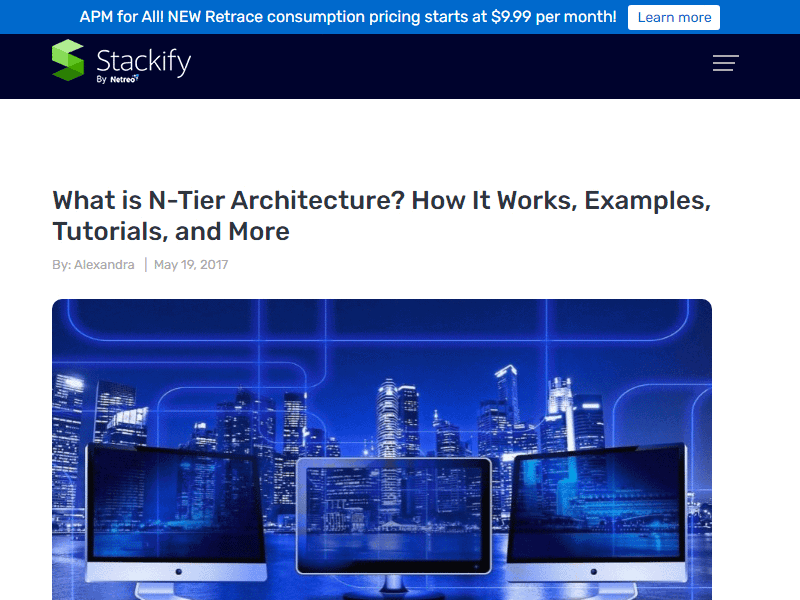 APM for All! NEW Retrace consumption pricing starts at $9.99 per month! Learn more
Stackify
By Netreo
What is N-Tier Architecture? How It Works, Examples,
Tutorials, and More
By: Alexandra | May 19, 2017